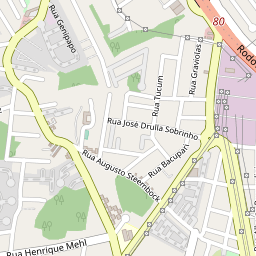 Rua Genipapo
80
Rodo
Rua Graviolas
Rua Tucum
Rua José Drulla Sobrinho
Rua Augusto Steembock
Rua Bacupari
Rua Henrique Mehl